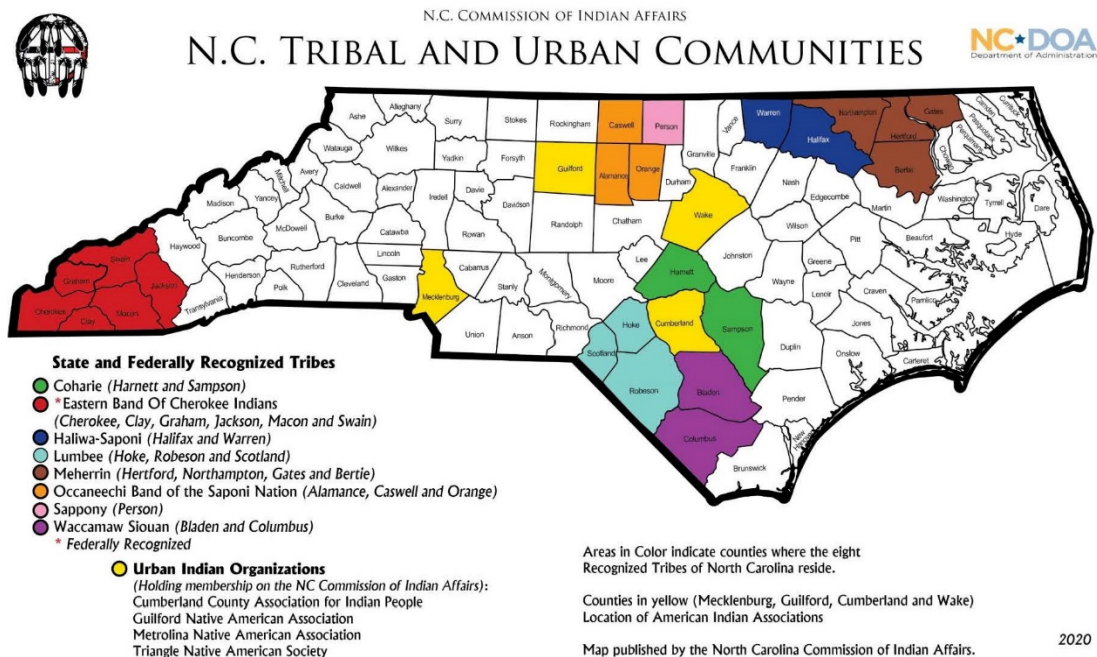 N.C. COMMISSION OF INDIAN AFFAIRS
N.C. TRIBAL AND URBAN COMMUNITIES
NC★DOA
Department of Administration
Ashe
Alleghany
Surry
Stokes
Rockingham
Caswell
Person
Vance
Warren
Northampton
Gates
Camden
Currituck
Pasquotank
Perquimans
Chowan
Hertford
Halifax
Bertie
Watauga
Wilkes
Yadkin
Forsyth
Guilford
Alamance
Orange
Durham
Granville
Franklin
Nash
Edgecombe
Martin
Washington
Tyrrell
Dare
Mitchell
Avery
Caldwell
Alexander
Iredell
Davie
Davidson
Randolph
Chatham
Wake
Wilson
Pitt
Beaufort
Hyde
Madison
Yancey
McDowell
Burke
Catawba
Rowan
Lee
Johnston
Greene
Haywood
Buncombe
Swain
Graham
Jackson
Cherokee
Clay
Macon
Transylvania
Henderson
Polk
Rutherford
Cleveland
Lincoln
Gaston
Mecklenburg
Cabarrus
Stanly
Montgomery
Moore
Harnett
Wayne
Lenoir
Craven
Pamlico
Union
Anson
Richmond
Scotland
Hoke
Cumberland
Sampson
Duplin
Jones
Onslow
Carteret
Robeson
Bladen
Pender
Columbus
Brunswick
New Hanover
State and Federally Recognized Tribes
Coharie (Harnett and Sampson)
*Eastern Band Of Cherokee Indians
(Cherokee, Clay, Graham, Jackson, Macon and Swain)
Haliwa-Saponi (Halifax and Warren)
Lumbee (Hoke, Robeson and Scotland)
Meherrin (Hertford, Northampton, Gates and Bertie)
Occaneechi Band of the Saponi Nation (Alamance, Caswell and Orange)
Sappony (Person)
Waccamaw Siouan (Bladen and Columbus)
* Federally Recognized
Urban Indian Organizations
(Holding membership on the NC Commission of Indian Affairs):
Cumberland County Association for Indian People
Guilford Native American Association
Metrolina Native American Association
Triangle Native American Society
Areas in Color indicate counties where the eight
Recognized Tribes of North Carolina reside.
Counties in yellow (Mecklenburg, Guilford, Cumberland and Wake)
Location of American Indian Associations
Map published by the North Carolina Commission of Indian Affairs.
2020